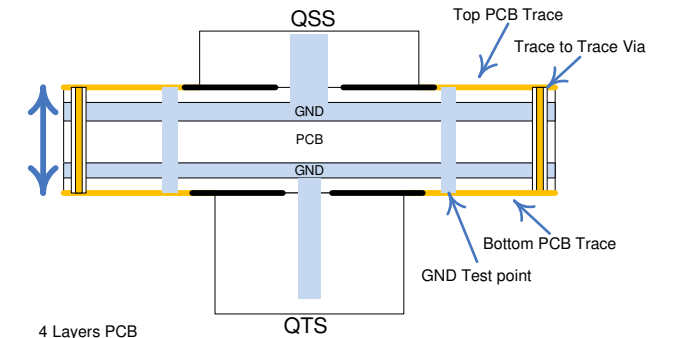 QSS
Top PCB Trace
Trace to Trace Via
GND
PCB
GND
Bottom PCB Trace
GND Test point
QTS
4 Layers PCB